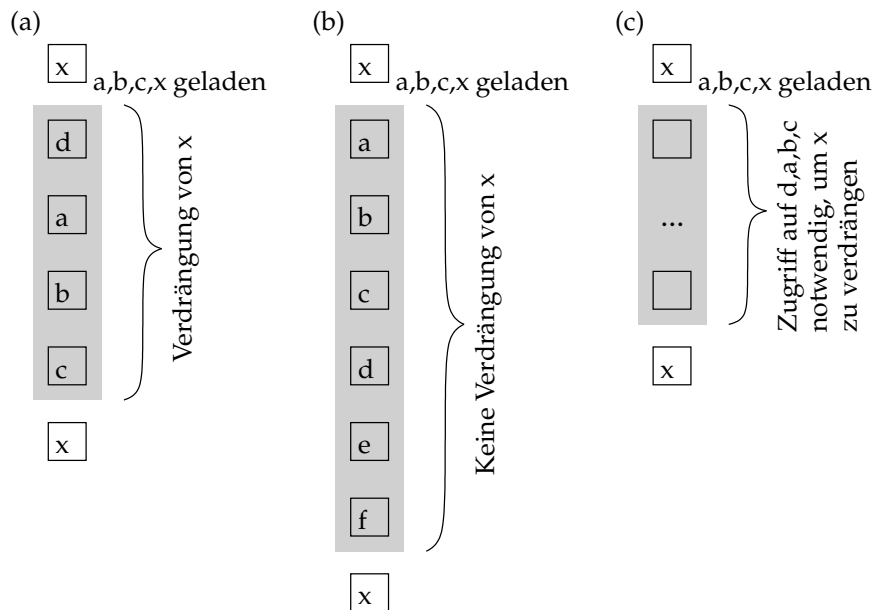 (a)
x
a,b,c,x geladen
d
a
b
c
Verdrängung von x
x
(b)
x
a,b,c,x geladen
a
b
c
d
e
f
Keine Verdrängung von x
x
(c)
x
a,b,c,x geladen
...
Zugriff auf d,a,b,c
notwendig, um x
zu verdrängen
x